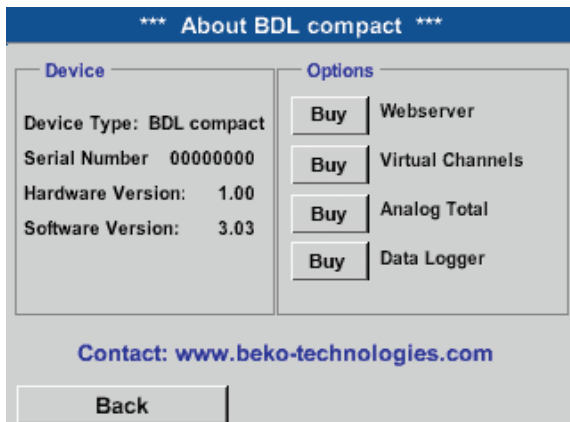 *** About BDL compact ***
Device
Device Type: BDL compact
Serial Number 00000000
Hardware Version: 1.00
Software Version: 3.03
Options
Buy Webserver
Buy Virtual Channels
Buy Analog Total
Buy Data Logger
Contact: www.beko-technologies.com
Back